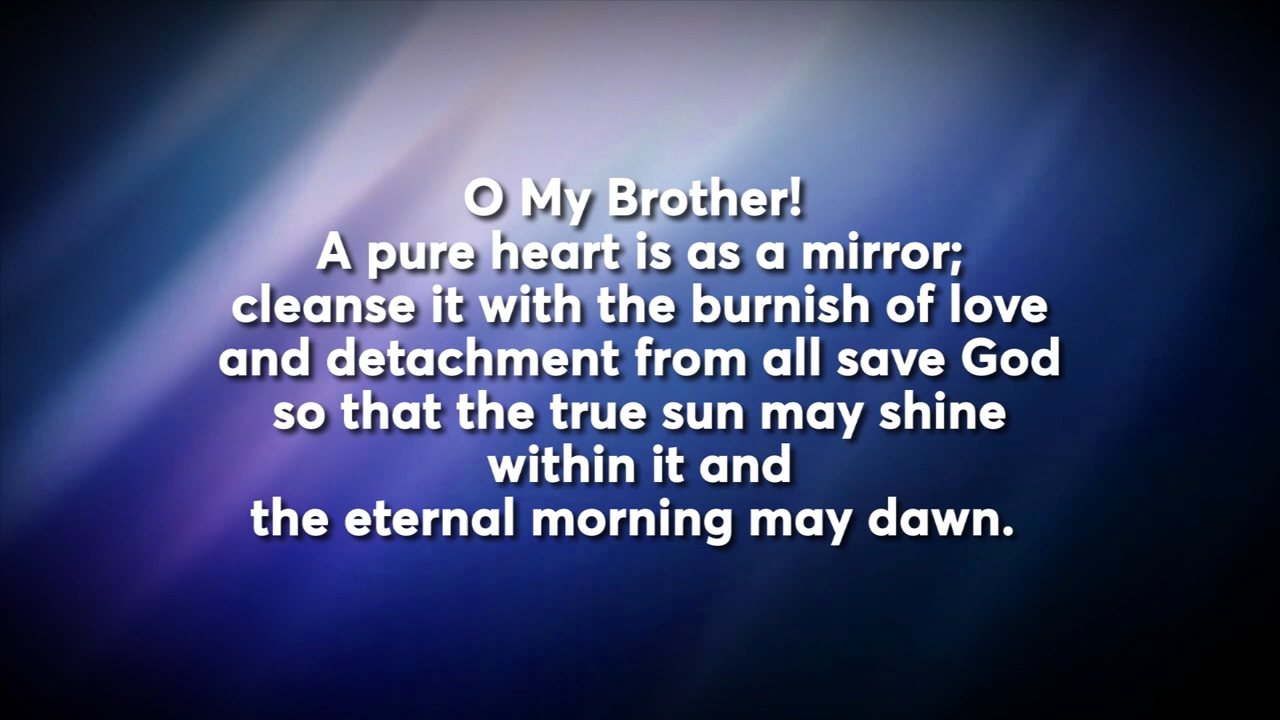 O My Brother!
A pure heart is as a mirror;
cleanse it with the burnish of love
and detachment from all save God
so that the true sun may shine
within it and
the eternal morning may dawn.